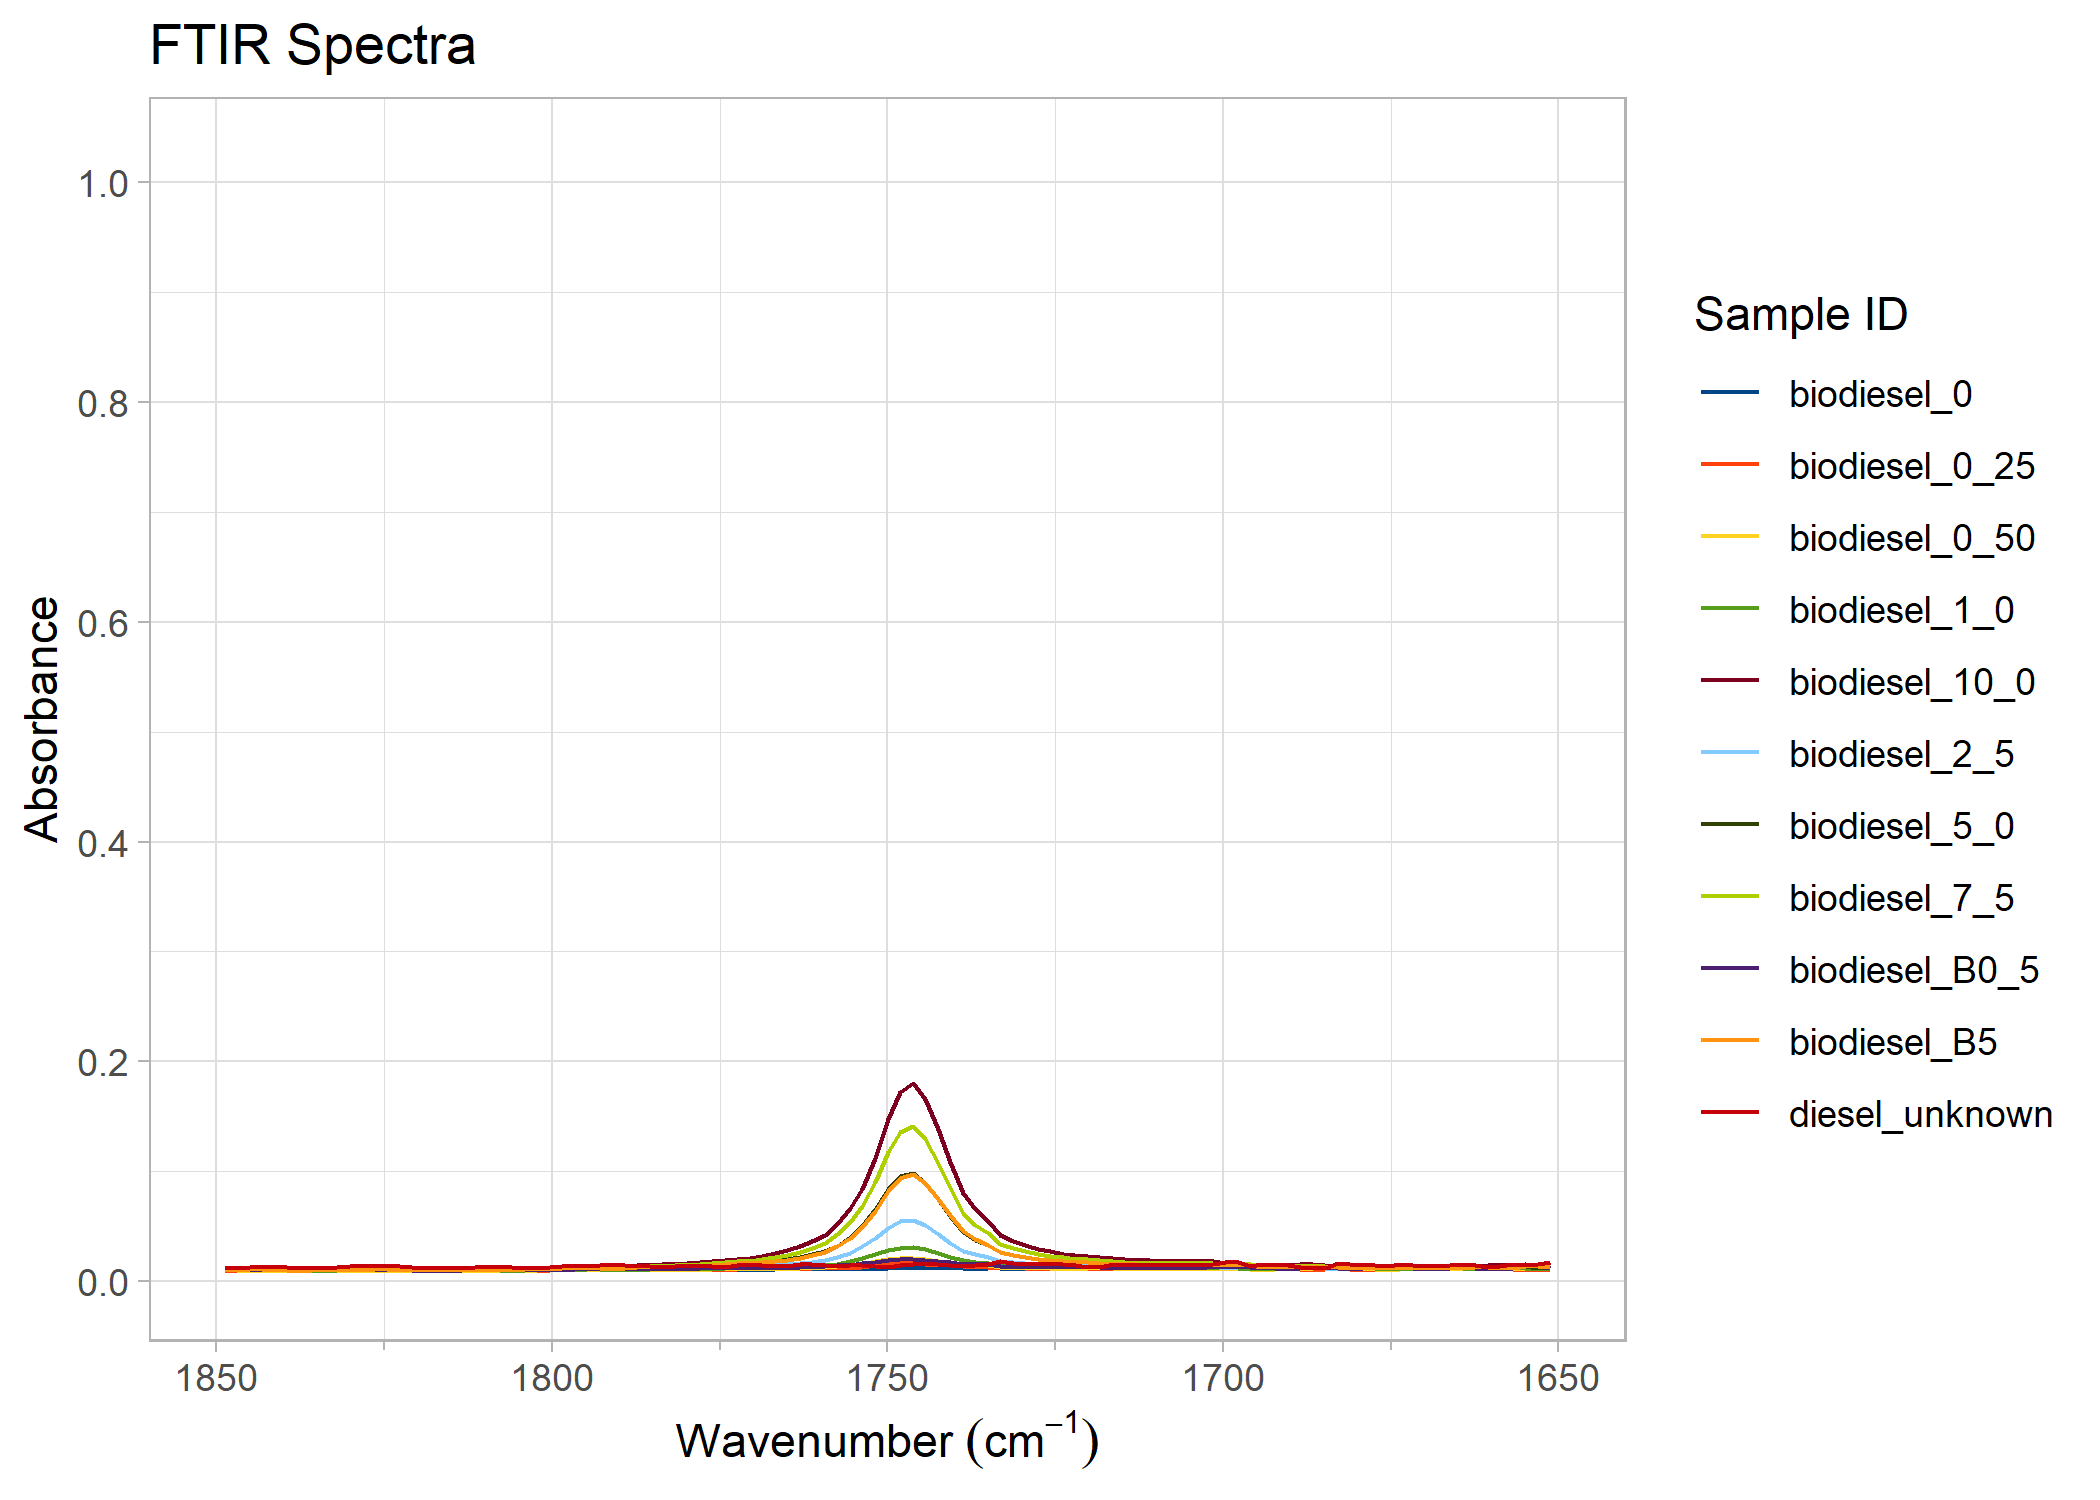 FTIR Spectra
1.0
0.8
0.6
0.4
0.2
0.0
Absorbance
1850 1800 1750 1700 1650
Wavenumber (cm⁻¹)
Sample ID
biodiesel_0
biodiesel_0_25
biodiesel_0_50
biodiesel_1_0
biodiesel_10_0
biodiesel_2_5
biodiesel_5_0
biodiesel_7_5
biodiesel_B0_5
biodiesel_B5
diesel_unknown